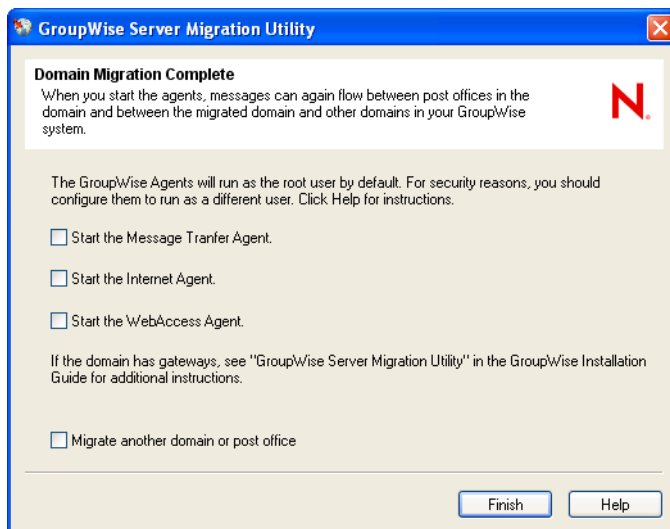 GroupWise Server Migration Utility
Domain Migration Complete
When you start the agents, messages can again flow between post offices in the
domain and between the migrated domain and other domains in your GroupWise
system.
N.
The GroupWise Agents will run as the root user by default. For security reasons, you should
configure them to run as a different user. Click Help for instructions.
Start the Message Tranfer Agent.
Start the Internet Agent.
Start the WebAccess Agent.
If the domain has gateways, see "GroupWise Server Migration Utility" in the GroupWise Installation
Guide for additional instructions.
Migrate another domain or post office
Finish
Help